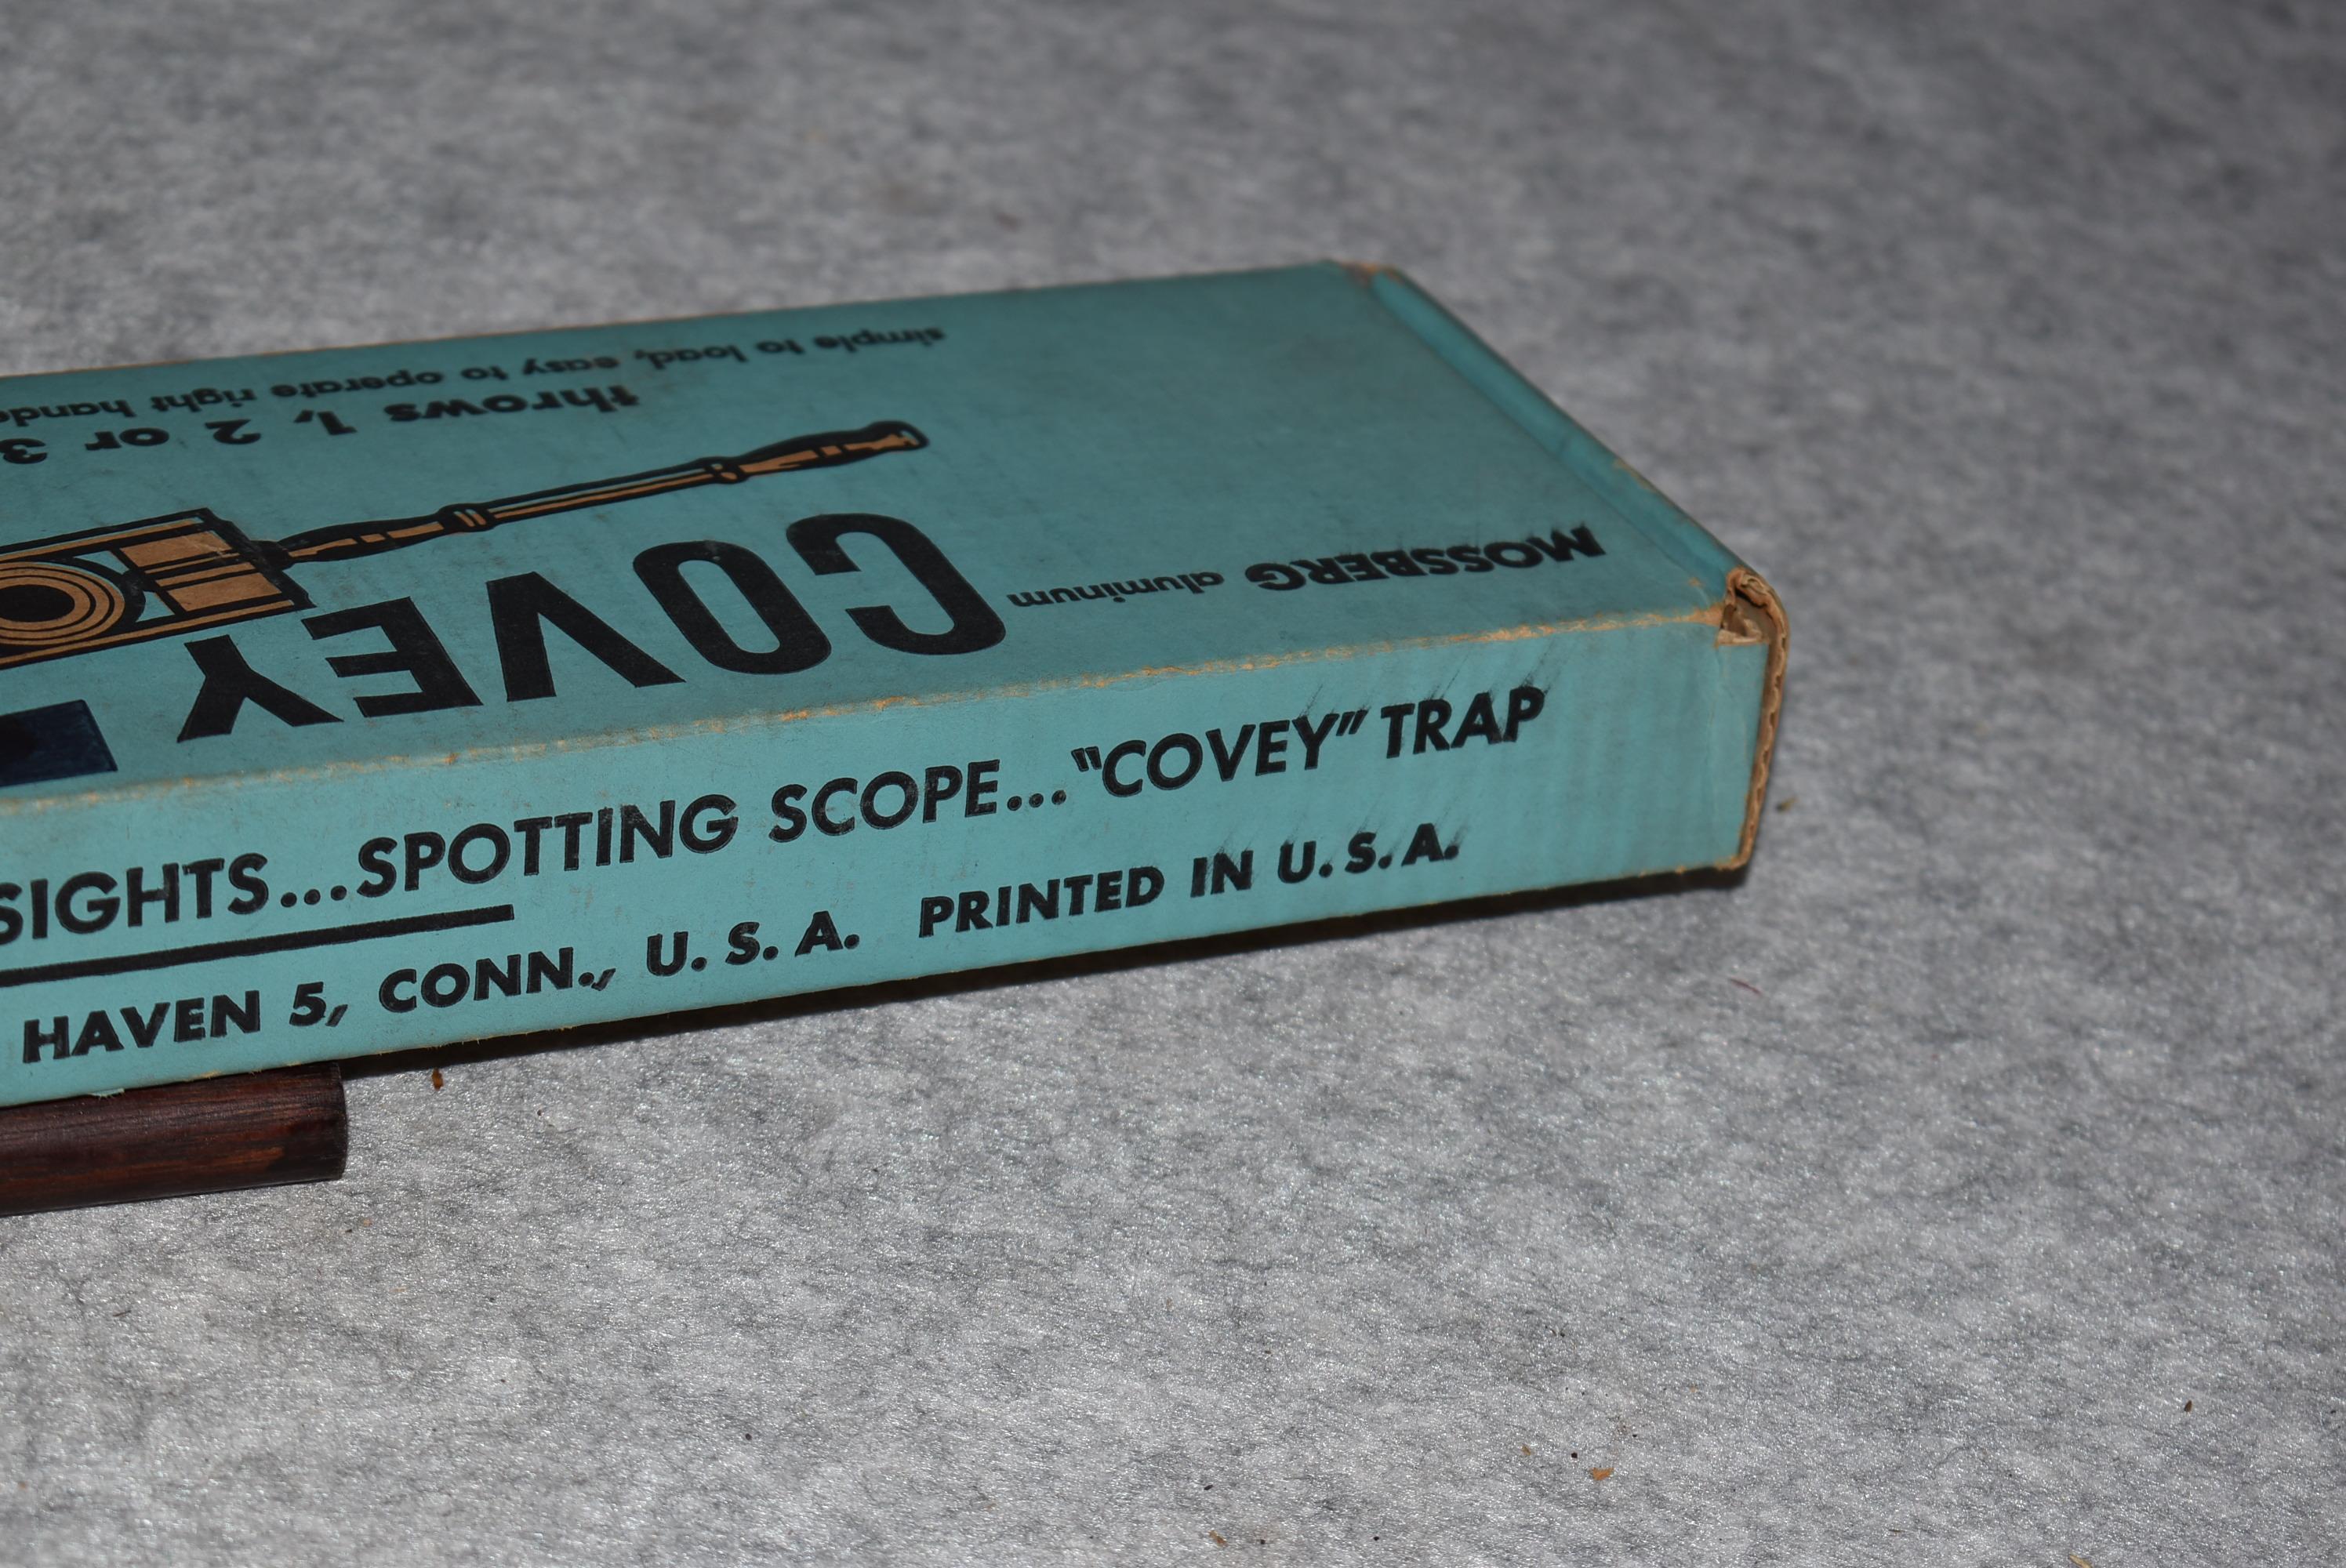 MOSSBERG aluminum
COVEY
throws 1, 2 or 3
simple to load, easy to operate right
SIGHTS...SPOTTING SCOPE..."COVEY" TRAP
HAVEN 5, CONN., U.S.A. PRINTED IN U.S.A.